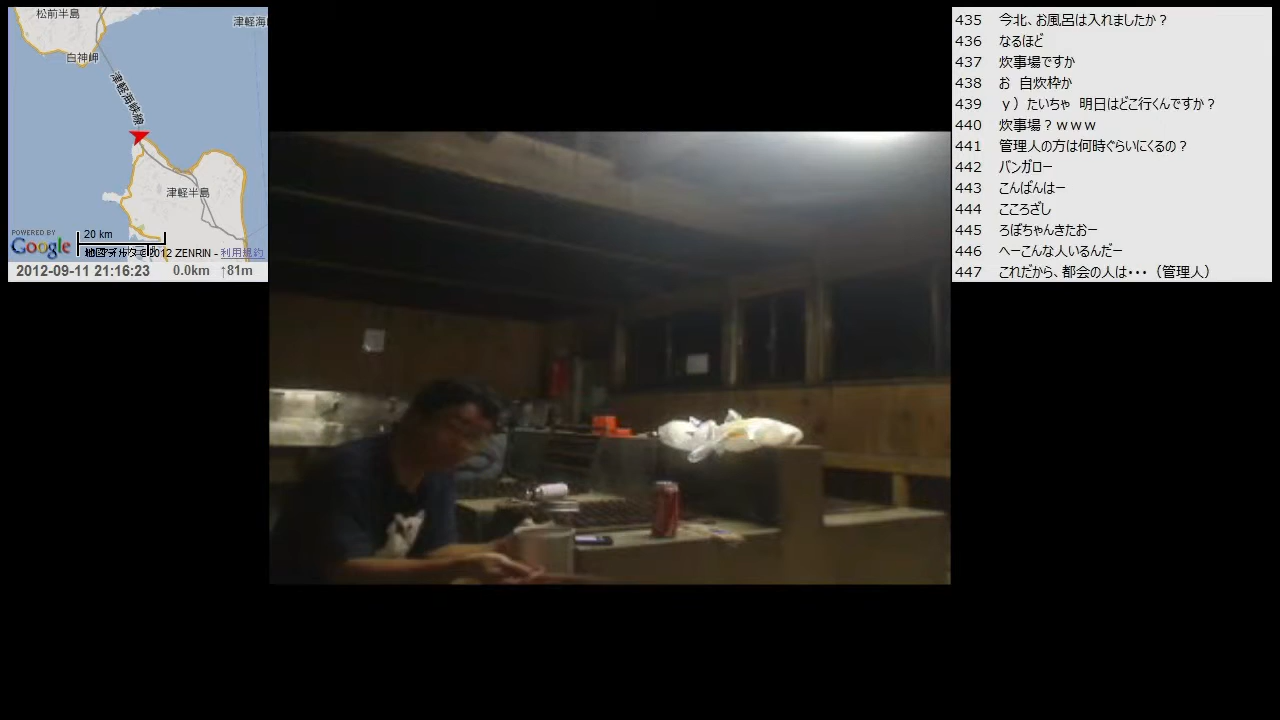 松前半島
津軽海
白神岬
津軽海峡線
津軽半島
POWERED BY
Google
20 km
2012 ZENRIN - 利用規約
2012-09-11 21:16:23 0.0km ↑81m
435 今北、お風呂は入れましたか？
436 なるほど
437 炊事場ですか
438 お 自炊枠か
439 ｙ）たいちゃ 明日はどこ行くんですか？
440 炊事場？ｗｗｗ
441 管理人の方は何時ぐらいにくるの？
442 バンガロー
443 こんばんはー
444 こころざし
445 ろぼちゃんきたおー
446 へーこんな人いるんだー
447 これだから、都会の人は・・・（管理人）